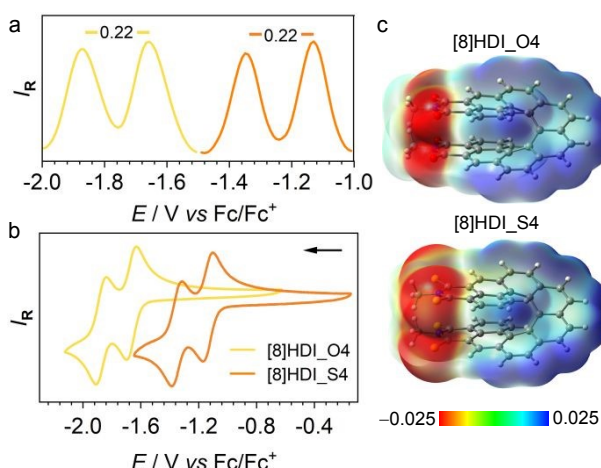 a
0.22
0.22
I_R
-2.0 -1.8 -1.6 -1.4 -1.2 -1.0
E / V vs Fc/Fc⁺
b
I_R
[8]HDI_O4
[8]HDI_S4
-2.0 -1.6 -1.2 -0.8 -0.4
E / V vs Fc/Fc⁺
c
[8]HDI_O4
[8]HDI_S4
−0.025 0.025